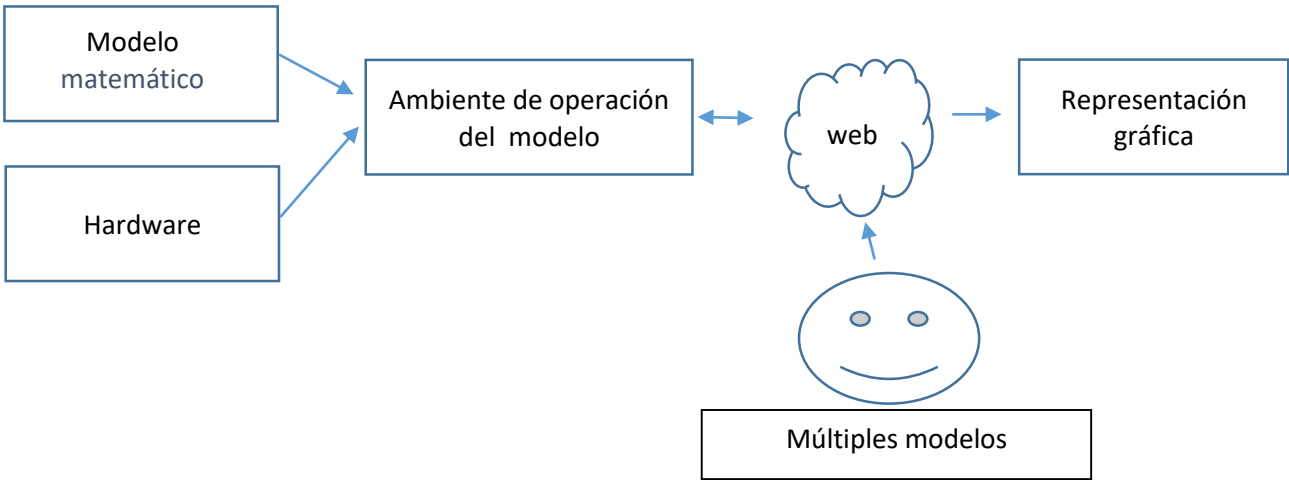 Modelo
matemático
Hardware
Ambiente de operación
del modelo
web
Representación
gráfica
Múltiples modelos